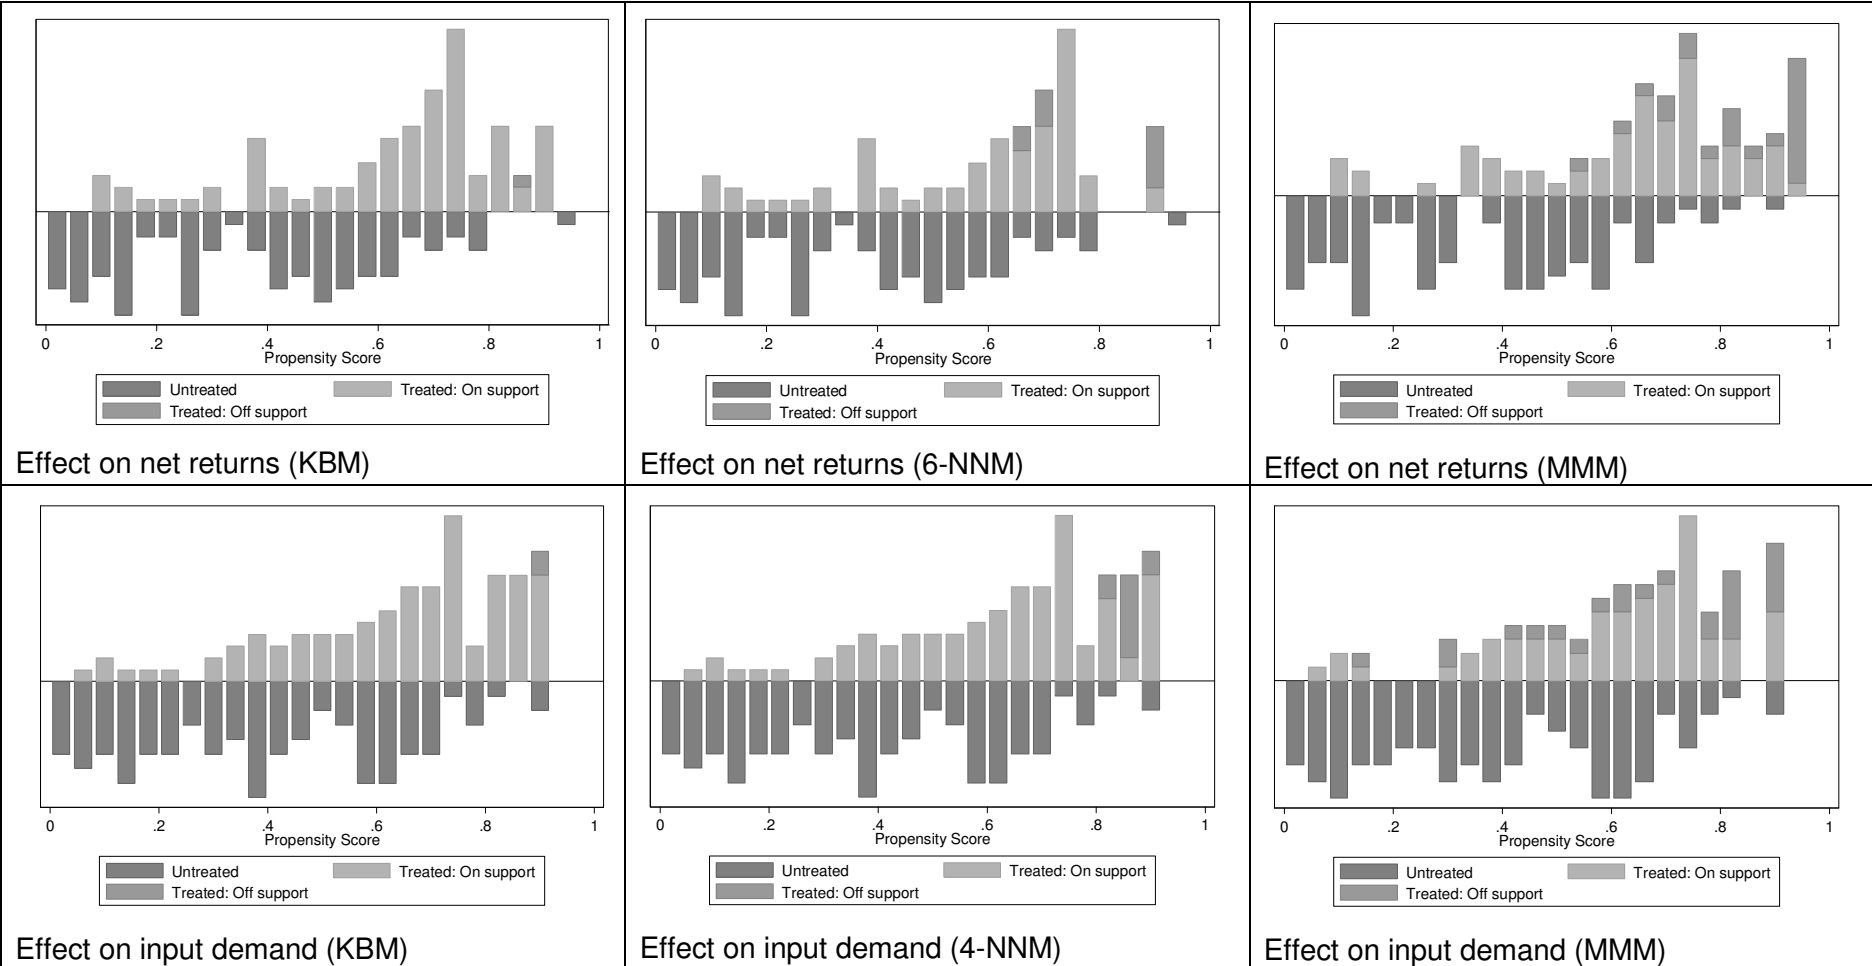 0 .2 .4 .6 .8 1
Propensity Score
Untreated Treated: On support
Treated: Off support
Effect on net returns (KBM)
0 .2 .4 .6 .8 1
Propensity Score
Untreated Treated: On support
Treated: Off support
Effect on net returns (6-NNM)
0 .2 .4 .6 .8 1
Propensity Score
Untreated Treated: On support
Treated: Off support
Effect on net returns (MMM)
0 .2 .4 .6 .8 1
Propensity Score
Untreated Treated: On support
Treated: Off support
Effect on input demand (KBM)
0 .2 .4 .6 .8 1
Propensity Score
Untreated Treated: On support
Treated: Off support
Effect on input demand (4-NNM)
0 .2 .4 .6 .8 1
Propensity Score
Untreated Treated: On support
Treated: Off support
Effect on input demand (MMM)